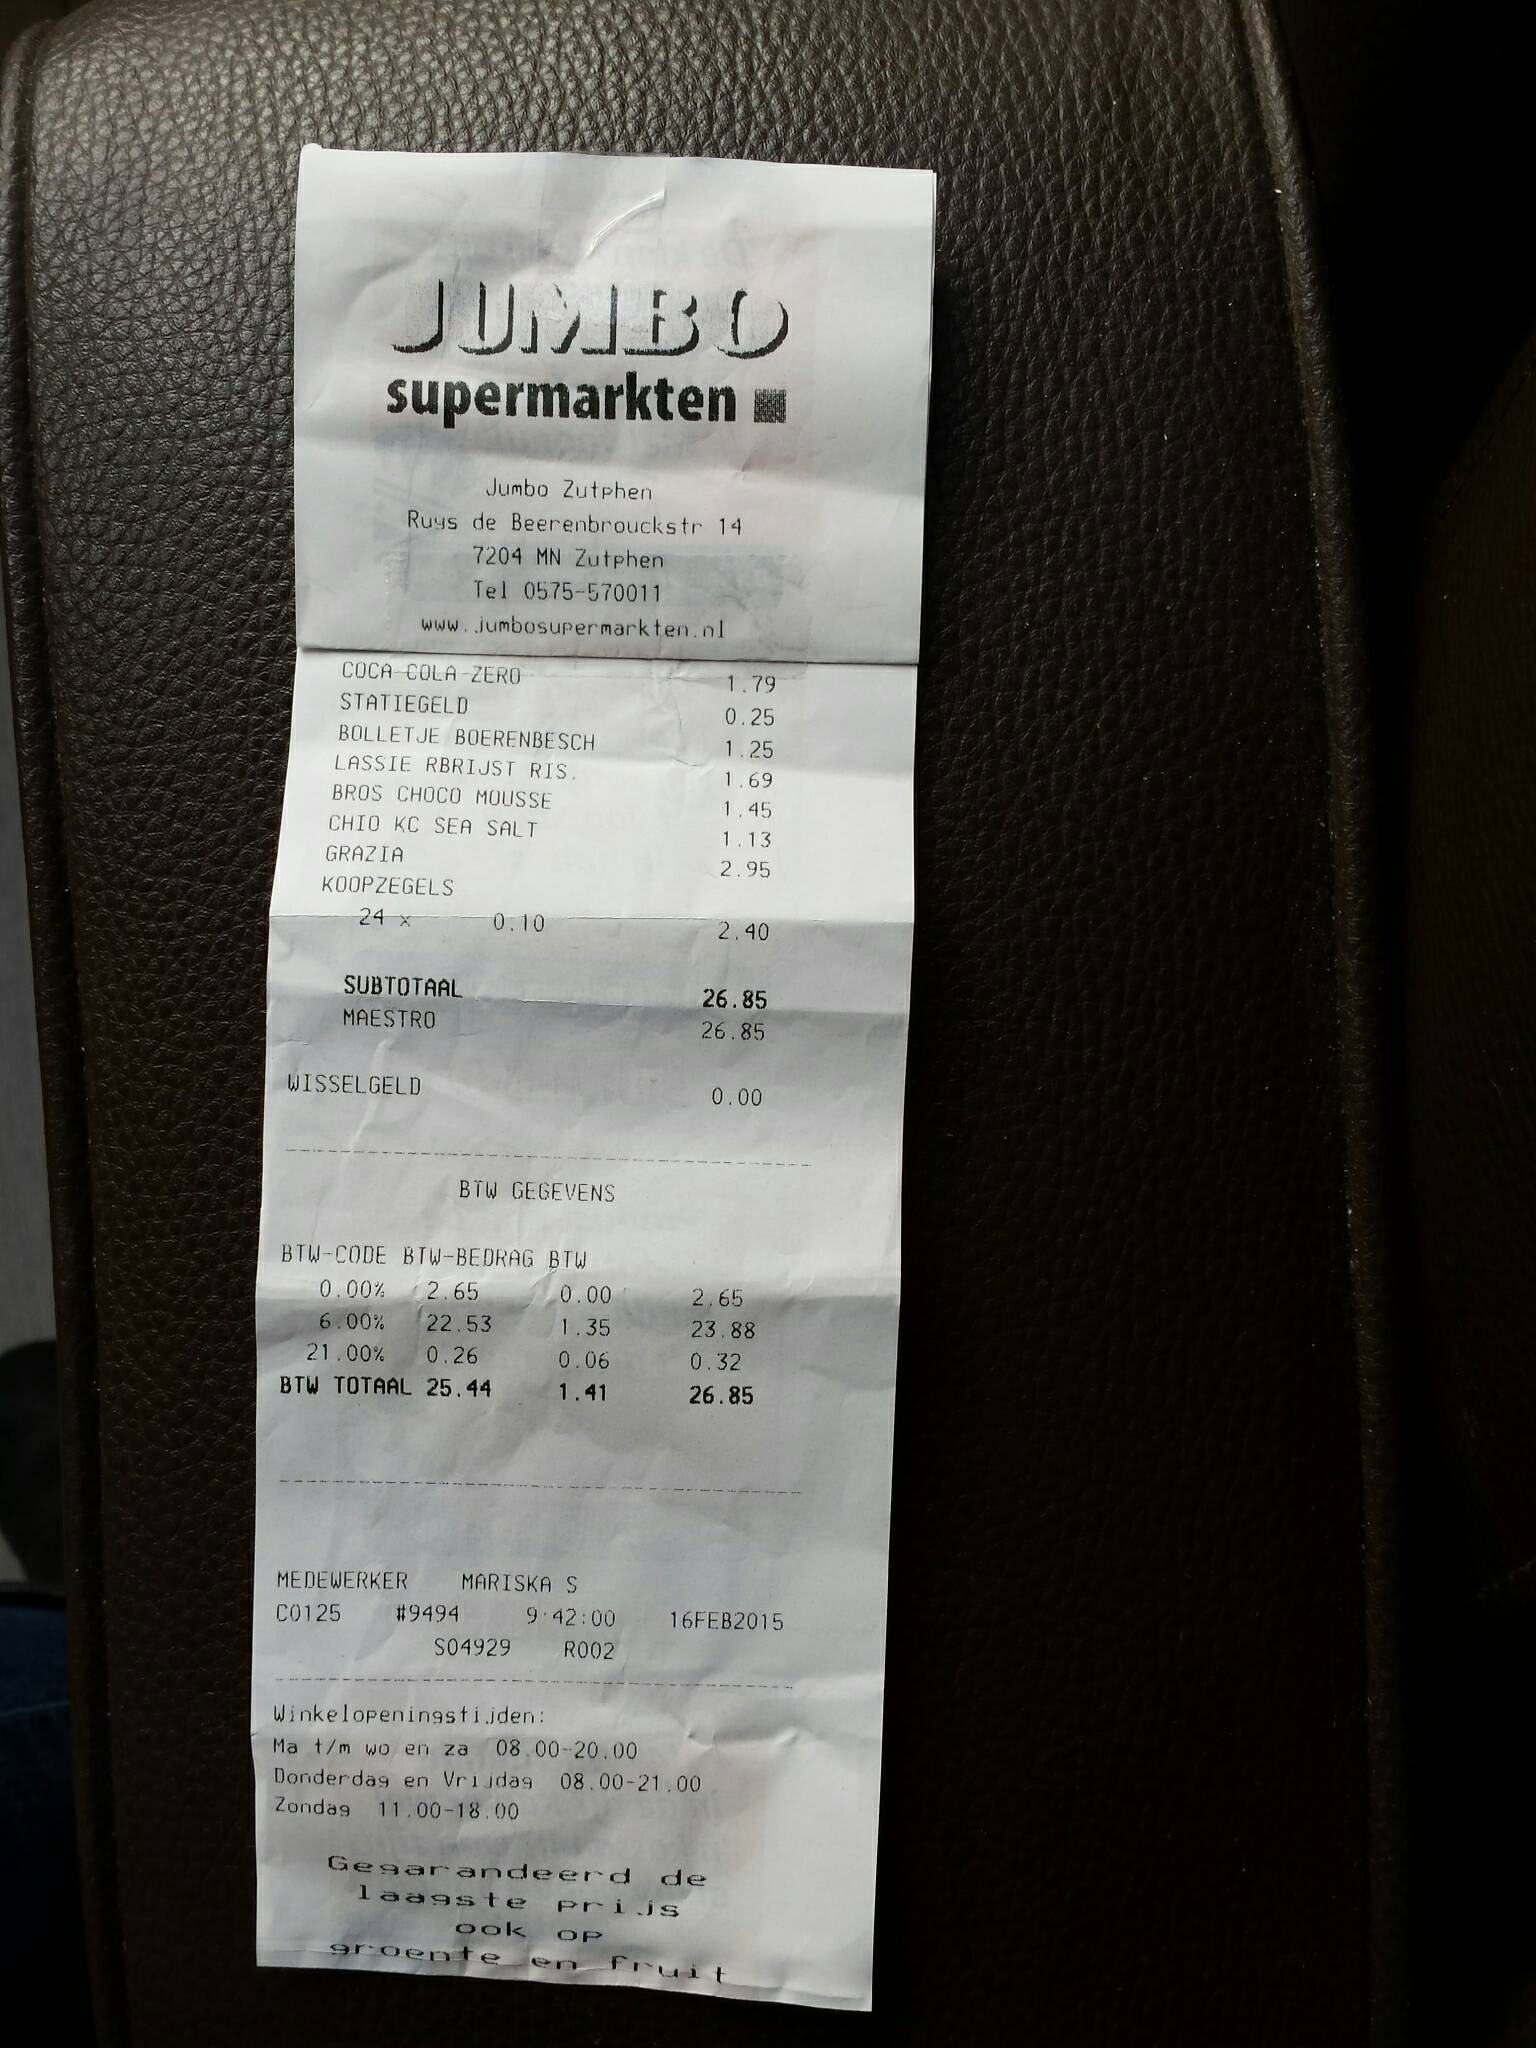 JUMBO
supermarkten
Jumbo Zutphen
Ruys de Beerenbrouckstr 14
7204 MN Zutphen
Tel 0575-570011
www.jumbosupermarkten.nl
COCA-COLA ZERO 1.79
STATIEGELD 0.25
BOLLETJE BOERENBESCH 1.25
LASSIE RBRIJST RIS. 1.69
BROS CHOCO MOUSSE 1.45
CHIO KC SEA SALT 1.13
GRAZIA 2.95
KOOPZEGELS
24 x 0.10 2.40
SUBTOTAAL 26.85
MAESTRO 26.85
WISSELGELD 0.00
BTW GEGEVENS
BTW-CODE BTW-BEDRAG BTW
0.00% 2.65 0.00 2.65
6.00% 22.53 1.35 23.88
21.00% 0.26 0.06 0.32
BTW TOTAAL 25.44 1.41 26.85
MEDEWERKER MARISKA S
C0125 #9494 9:42:00 16FEB2015
S04929 R002
Winkelopeningstijden:
Ma t/m wo en za 08.00-20.00
Donderdag en Vrijdag 08.00-21.00
Zondag 11.00-18.00
Gegarandeerd de
laagste prijs
ook op
groente en fruit